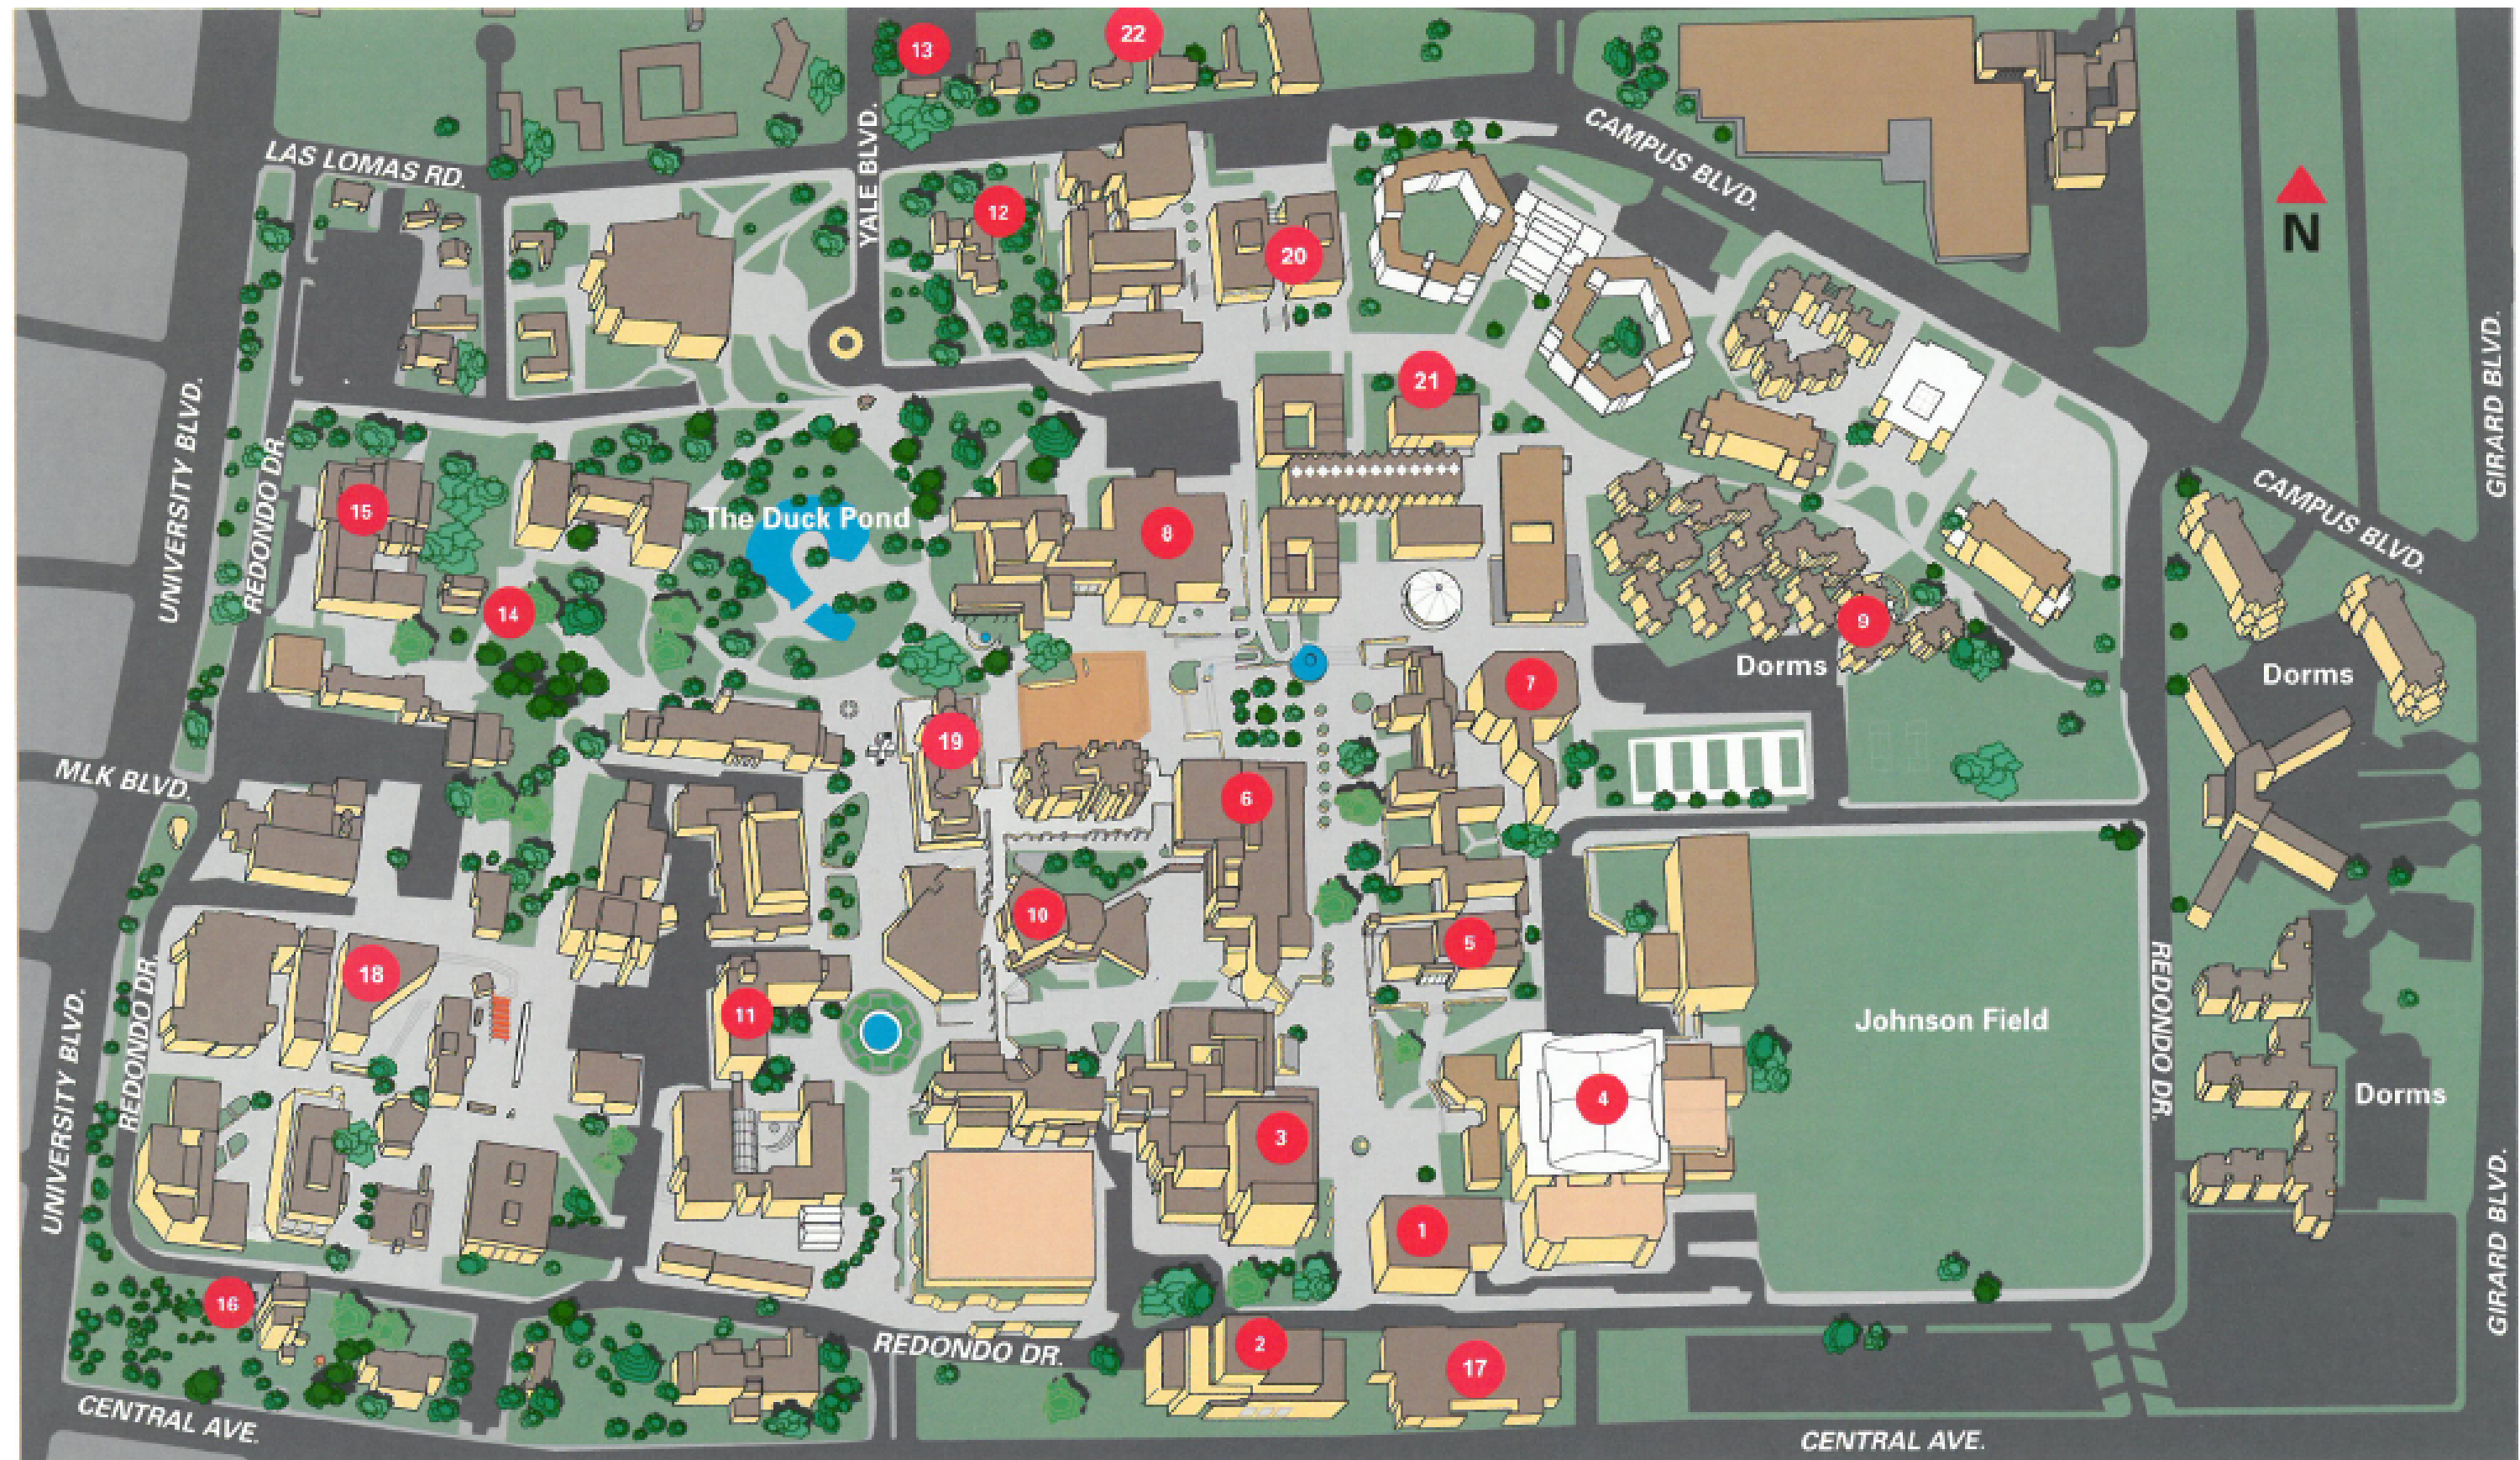 22
13
CAMPUS BLVD.
YALE BLVD.
LAS LOMAS RD.
12
N
20
GIRARD BLVD.
21
UNIVERSITY BLVD.
REDONDO DR.
15
The Duck Pond
8
CAMPUS BLVD.
14
9
Dorms
Dorms
7
19
MLK BLVD.
6
10
5
18
11
REDONDO DR.
REDONDO DR.
Johnson Field
UNIVERSITY BLVD.
4
Dorms
3
1
GIRARD BLVD.
16
REDONDO DR.
2
17
CENTRAL AVE.
CENTRAL AVE.